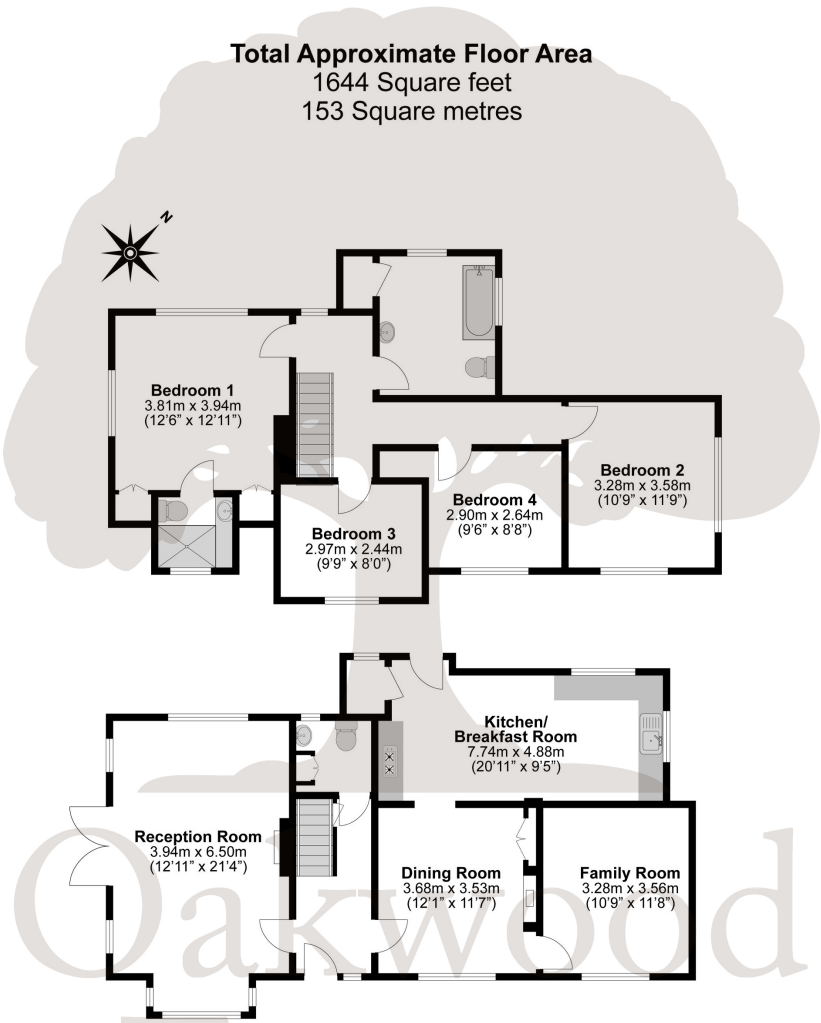 Total Approximate Floor Area
1644 Square feet
153 Square metres
N
Bedroom 1
3.81m x 3.94m
(12'6" x 12'11")
Bedroom 2
3.28m x 3.58m
(10'9" x 11'9")
Bedroom 4
2.90m x 2.64m
(9'6" x 8'8")
Bedroom 3
2.97m x 2.44m
(9'9" x 8'0")
Kitchen/
Breakfast Room
7.74m x 4.88m
(20'11" x 9'5")
Reception Room
3.94m x 6.50m
(12'11" x 21'4")
Dining Room
3.68m x 3.53m
(12'1" x 11'7")
Family Room
3.28m x 3.56m
(10'9" x 11'8")
Oakwood